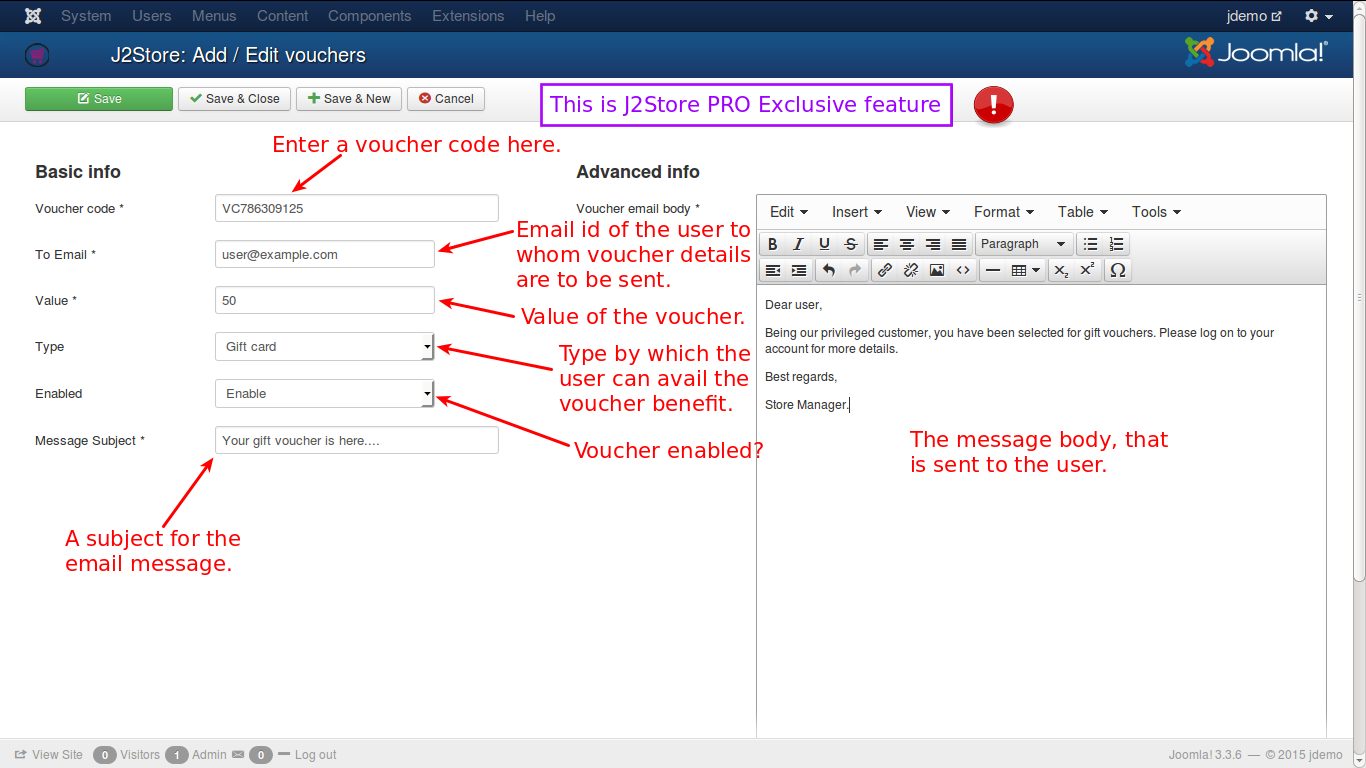 System Users Menus Content Components Extensions Help jdemo
J2Store: Add / Edit vouchers Joomla!®
Save Save & Close Save & New Cancel
This is J2Store PRO Exclusive feature
Enter a voucher code here.
Basic info
Voucher code * VC786309125
To Email * user@example.com
Email id of the user to
whom voucher details
are to be sent.
Value * 50
Value of the voucher.
Type Gift card
Type by which the
user can avail the
voucher benefit.
Enabled Enable
Voucher enabled?
Message Subject * Your gift voucher is here....
A subject for the
email message.
Advanced info
Voucher email body *
Edit Insert View Format Table Tools
B I U S Paragraph
Dear user,
Being our privileged customer, you have been selected for gift vouchers. Please log on to your
account for more details.
Best regards,
Store Manager.
The message body, that
is sent to the user.
View Site 0 Visitors 1 Admin 0 Log out Joomla! 3.3.6 — © 2015 jdemo